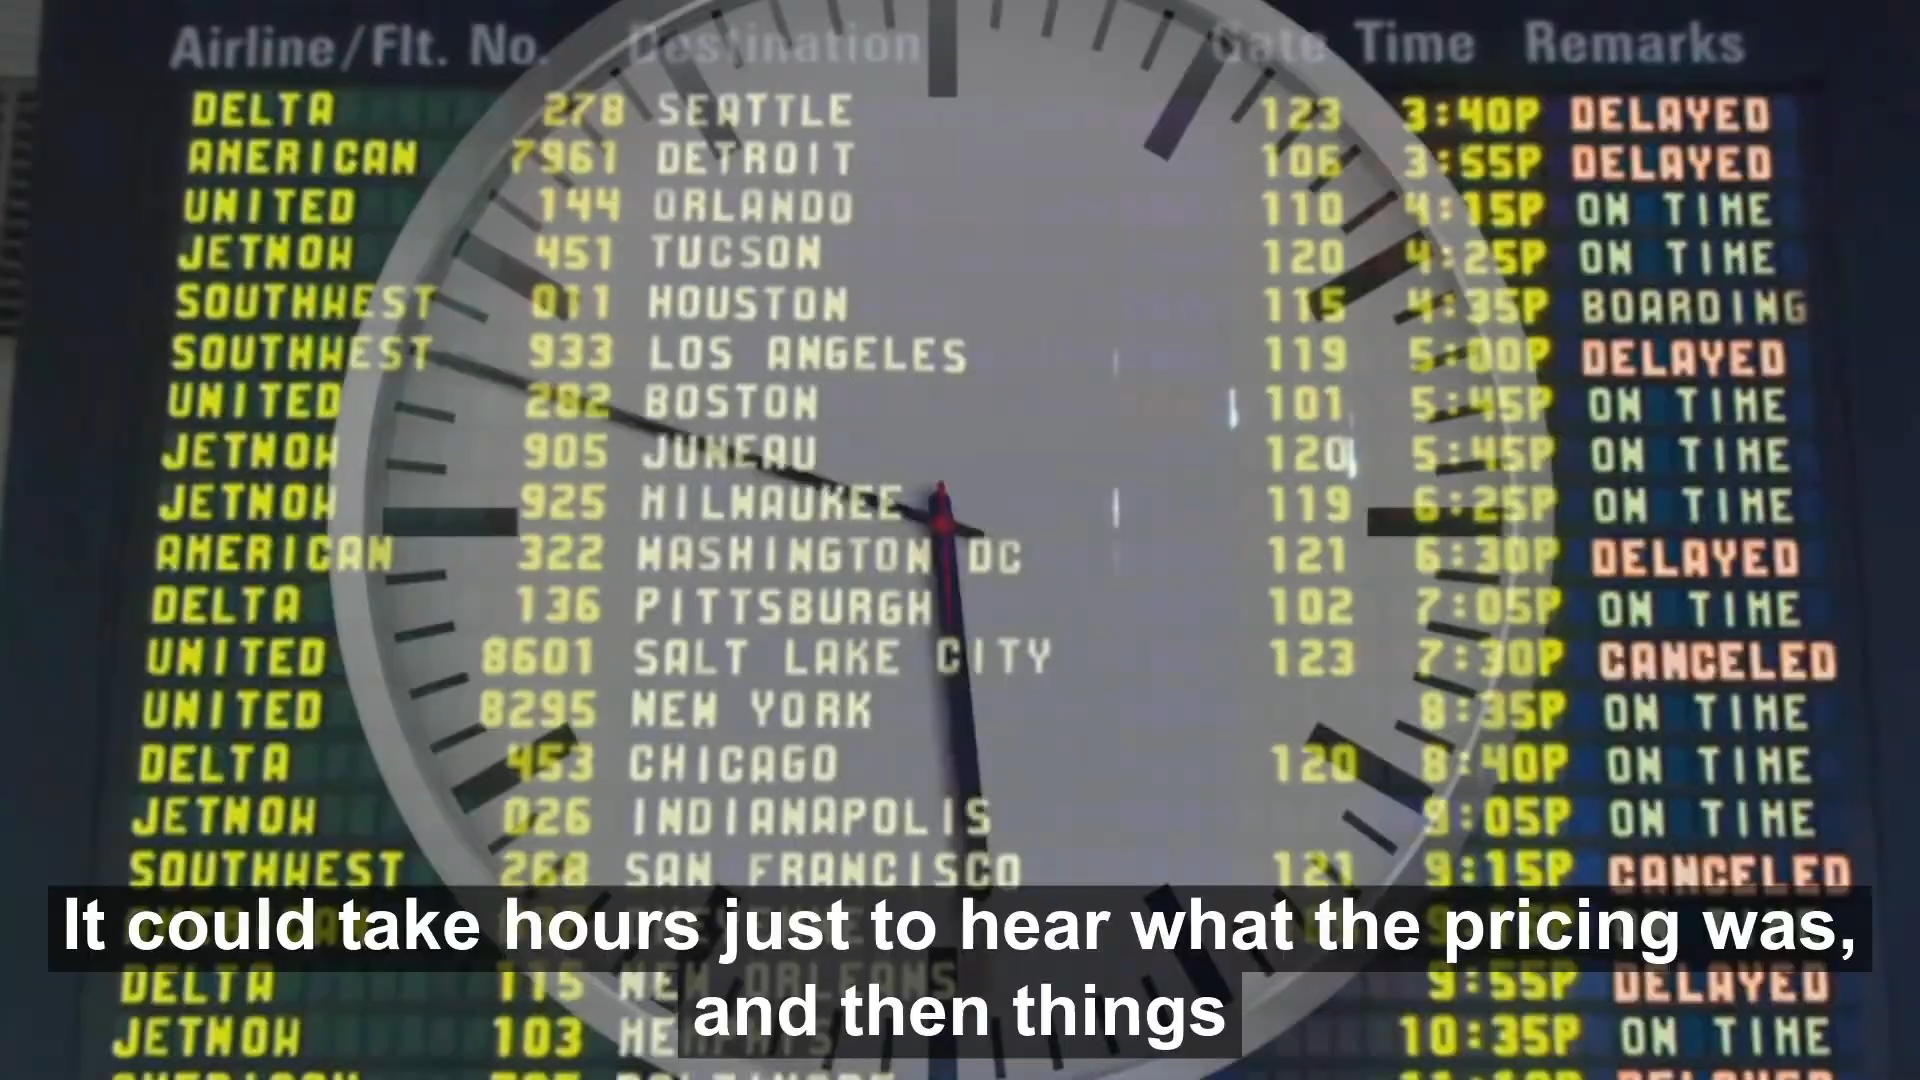 Airline/Flt. No. Destination Gate Time Remarks
DELTA 278 SEATTLE 123 3:40P DELAYED
AMERICAN 7961 DETROIT 106 3:55P DELAYED
UNITED 144 ORLANDO 110 4:15P ON TIME
JETNOW 451 TUCSON 120 4:25P ON TIME
SOUTHWEST 011 HOUSTON 115 4:35P BOARDING
SOUTHWEST 933 LOS ANGELES 119 5:00P DELAYED
UNITED 282 BOSTON 101 5:45P ON TIME
JETNOW 905 JUNEAU 120 5:45P ON TIME
JETNOW 925 MILWAUKEE 119 6:25P ON TIME
AMERICAN 322 WASHINGTON DC 121 6:30P DELAYED
DELTA 136 PITTSBURGH 102 7:05P ON TIME
UNITED 8601 SALT LAKE CITY 123 7:30P CANCELED
UNITED 8295 NEW YORK 8:35P ON TIME
DELTA 453 CHICAGO 120 8:40P ON TIME
JETNOW 026 INDIANAPOLIS 9:05P ON TIME
SOUTHWEST 268 SAN FRANCISCO 121 9:15P CANCELED
It could take hours just to hear what the pricing was,
DELTA 115 NEW ORLEANS 9:55P DELAYED
and then things
JETNOW 103 MEMPHIS 10:35P ON TIME